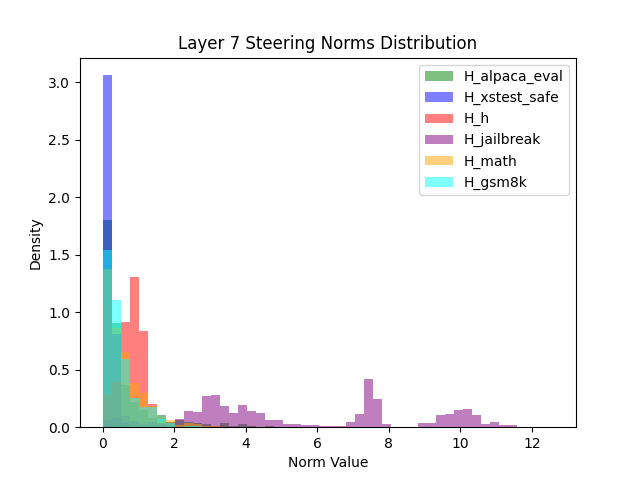 Layer 7 Steering Norms Distribution
H_alpaca_eval
H_xstest_safe
H_h
H_jailbreak
H_math
H_gsm8k
3.0
2.5
2.0
1.5
1.0
0.5
0.0
Density
0 2 4 6 8 10 12
Norm Value